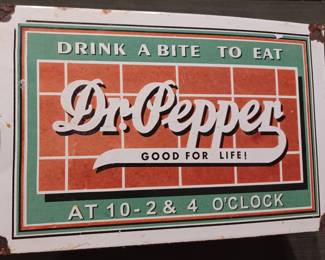 DRINK A BITE TO EAT
Dr.Pepper
GOOD FOR LIFE!
AT 10-2 & 4 O'CLOCK